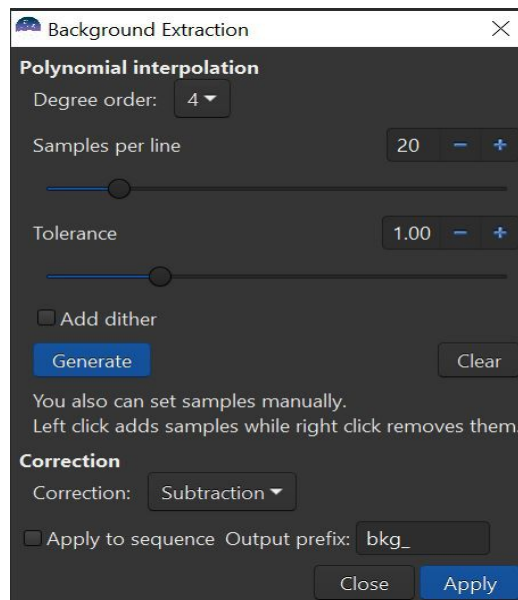 Background Extraction
Polynomial interpolation
Degree order: 4
Samples per line 20 − +
Tolerance 1.00 − +
Add dither
Generate Clear
You also can set samples manually.
Left click adds samples while right click removes them.
Correction
Correction: Subtraction
Apply to sequence Output prefix: bkg_
Close Apply